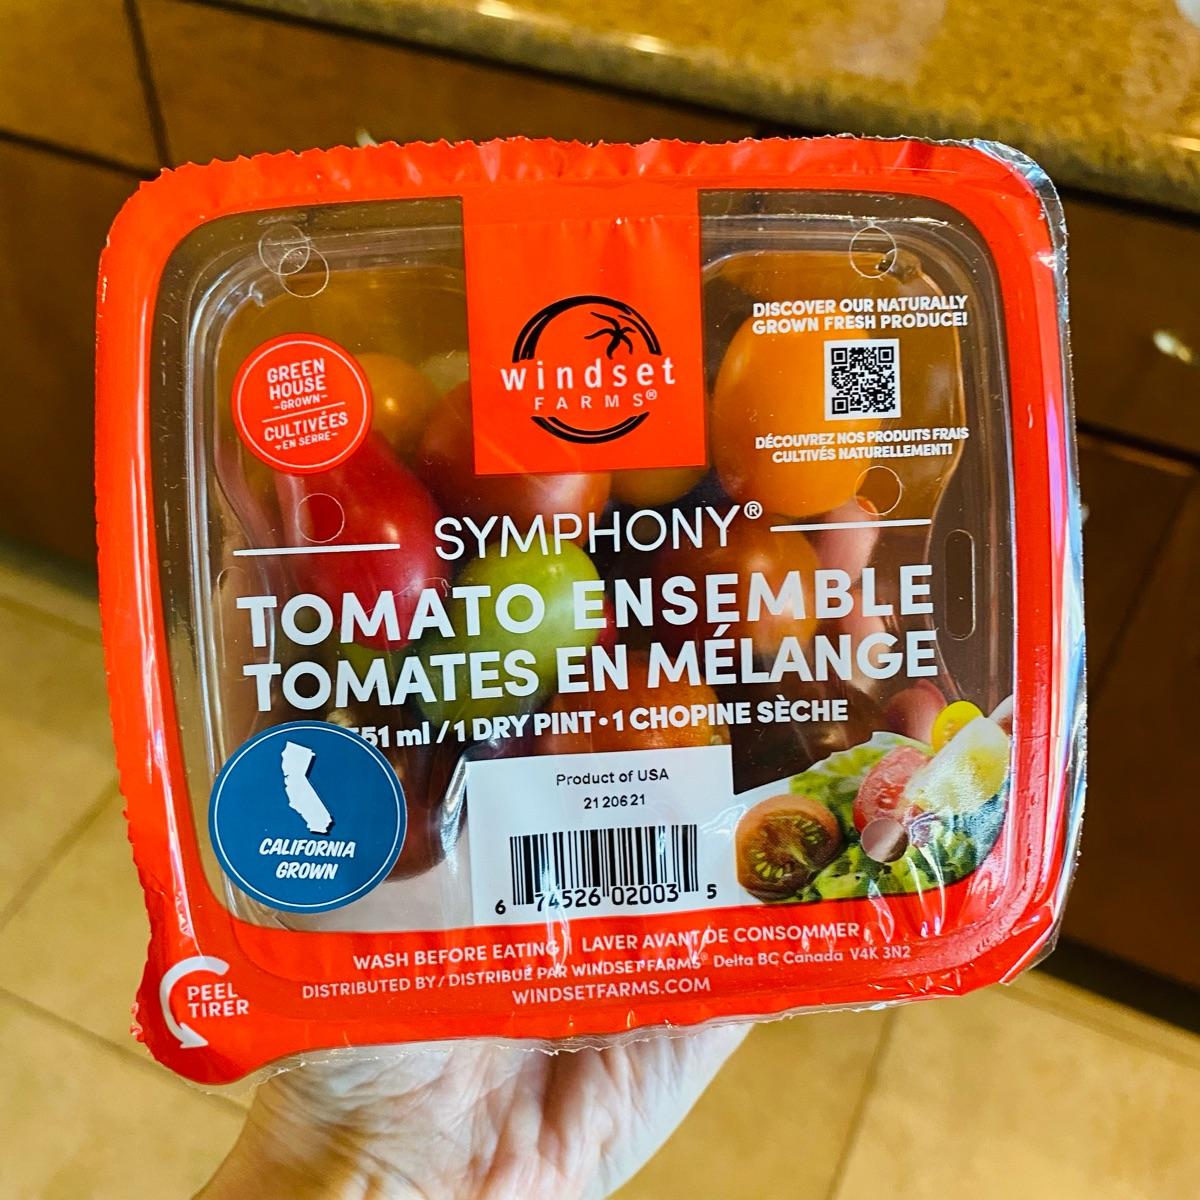 windset
FARMS®
DISCOVER OUR NATURALLY
GROWN FRESH PRODUCE!
DÉCOUVREZ NOS PRODUITS FRAIS
CULTIVÉS NATURELLEMENT!
GREEN
HOUSE
-GROWN-
CULTIVÉES
-EN SERRE-
SYMPHONY®
TOMATO ENSEMBLE
TOMATES EN MÉLANGE
551 ml / 1 DRY PINT • 1 CHOPINE SÈCHE
CALIFORNIA
GROWN
Product of USA
2120621
6 74526 02003 5
WASH BEFORE EATING | LAVER AVANT DE CONSOMMER
DISTRIBUTED BY / DISTRIBUÉ PAR WINDSET FARMS® Delta BC Canada V4K 3N2
WINDSETFARMS.COM
PEEL
TIRER